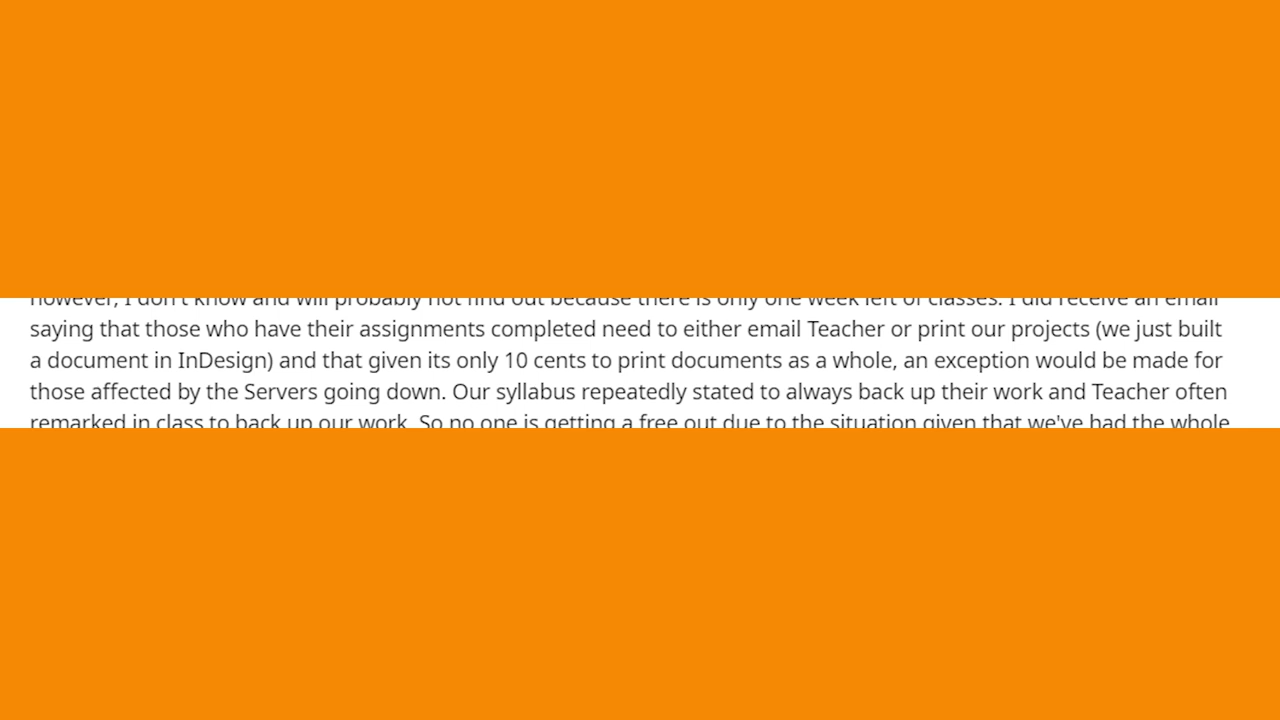 however, I don't know and will probably not find out because there is only one week left of classes. I did receive an email
saying that those who have their assignments completed need to either email Teacher or print our projects (we just built
a document in InDesign) and that given its only 10 cents to print documents as a whole, an exception would be made for
those affected by the Servers going down. Our syllabus repeatedly stated to always back up their work and Teacher often
remarked in class to back up our work. So no one is getting a free out due to the situation given that we've had the whole